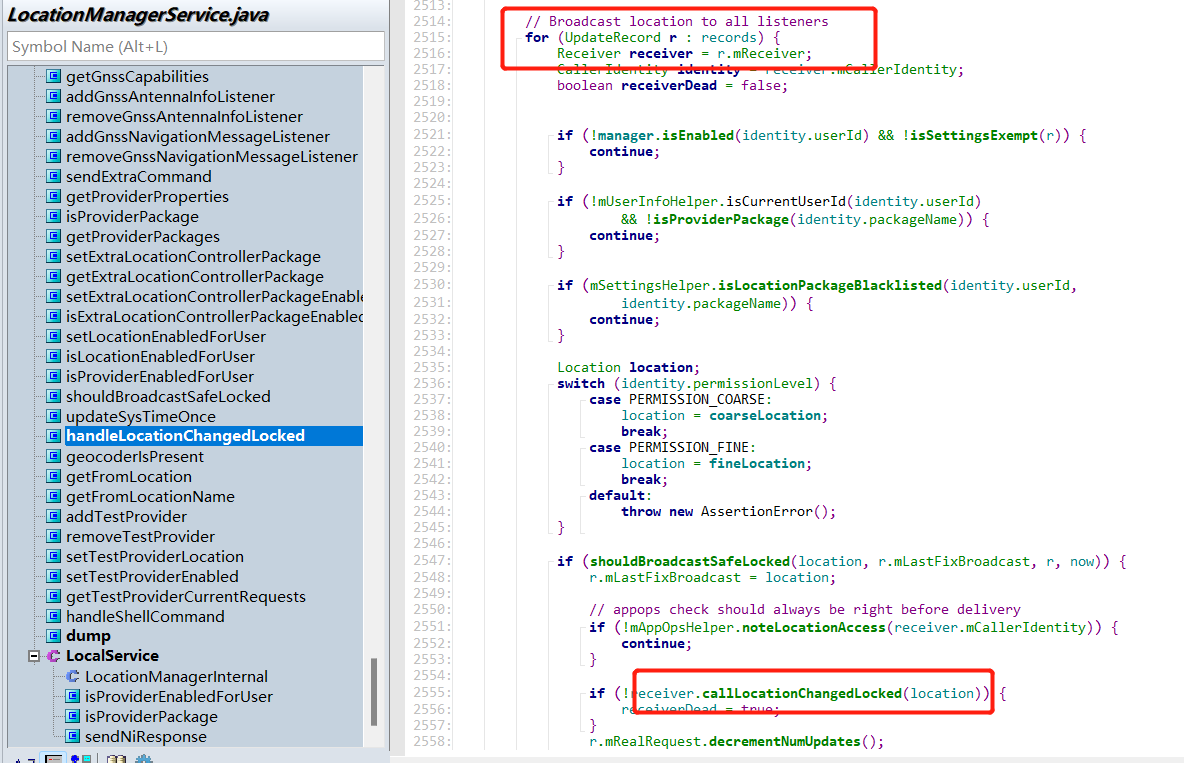 LocationManagerService.java
Symbol Name (Alt+L)
getGnssCapabilities
addGnssAntennaInfoListener
removeGnssAntennaInfoListener
addGnssNavigationMessageListener
removeGnssNavigationMessageListener
sendExtraCommand
getProviderProperties
isProviderPackage
getProviderPackages
setExtraLocationControllerPackage
getExtraLocationControllerPackage
setExtraLocationControllerPackageEnable
isExtraLocationControllerPackageEnabled
setLocationEnabledForUser
isLocationEnabledForUser
isProviderEnabledForUser
shouldBroadcastSafeLocked
updateSysTimeOnce
handleLocationChangedLocked
geocoderIsPresent
getFromLocation
getFromLocationName
addTestProvider
removeTestProvider
setTestProviderLocation
setTestProviderEnabled
getTestProviderCurrentRequests
handleShellCommand
dump
LocalService
LocationManagerInternal
isProviderEnabledForUser
isProviderPackage
sendNiResponse
2513:
2514: // Broadcast location to all listeners
2515: for (UpdateRecord r : records) {
2516: Receiver receiver = r.mReceiver;
2517: CallerIdentity identity = receiver.mCallerIdentity;
2518: boolean receiverDead = false;
2519:
2520:
2521: if (!manager.isEnabled(identity.userId) && !isSettingsExempt(r)) {
2522: continue;
2523: }
2524:
2525: if (!mUserInfoHelper.isCurrentUserId(identity.userId)
2526: && !isProviderPackage(identity.packageName)) {
2527: continue;
2528: }
2529:
2530: if (mSettingsHelper.isLocationPackageBlacklisted(identity.userId,
2531: identity.packageName)) {
2532: continue;
2533: }
2534:
2535: Location location;
2536: switch (identity.permissionLevel) {
2537: case PERMISSION_COARSE:
2538: location = coarseLocation;
2539: break;
2540: case PERMISSION_FINE:
2541: location = fineLocation;
2542: break;
2543: default:
2544: throw new AssertionError();
2545: }
2546:
2547: if (shouldBroadcastSafeLocked(location, r.mLastFixBroadcast, r, now)) {
2548: r.mLastFixBroadcast = location;
2549:
2550: // appops check should always be right before delivery
2551: if (!mAppOpsHelper.noteLocationAccess(receiver.mCallerIdentity)) {
2552: continue;
2553: }
2554:
2555: if (!receiver.callLocationChangedLocked(location)) {
2556: receiverDead = true;
2557: }
2558: r.mRealRequest.decrementNumUpdates();